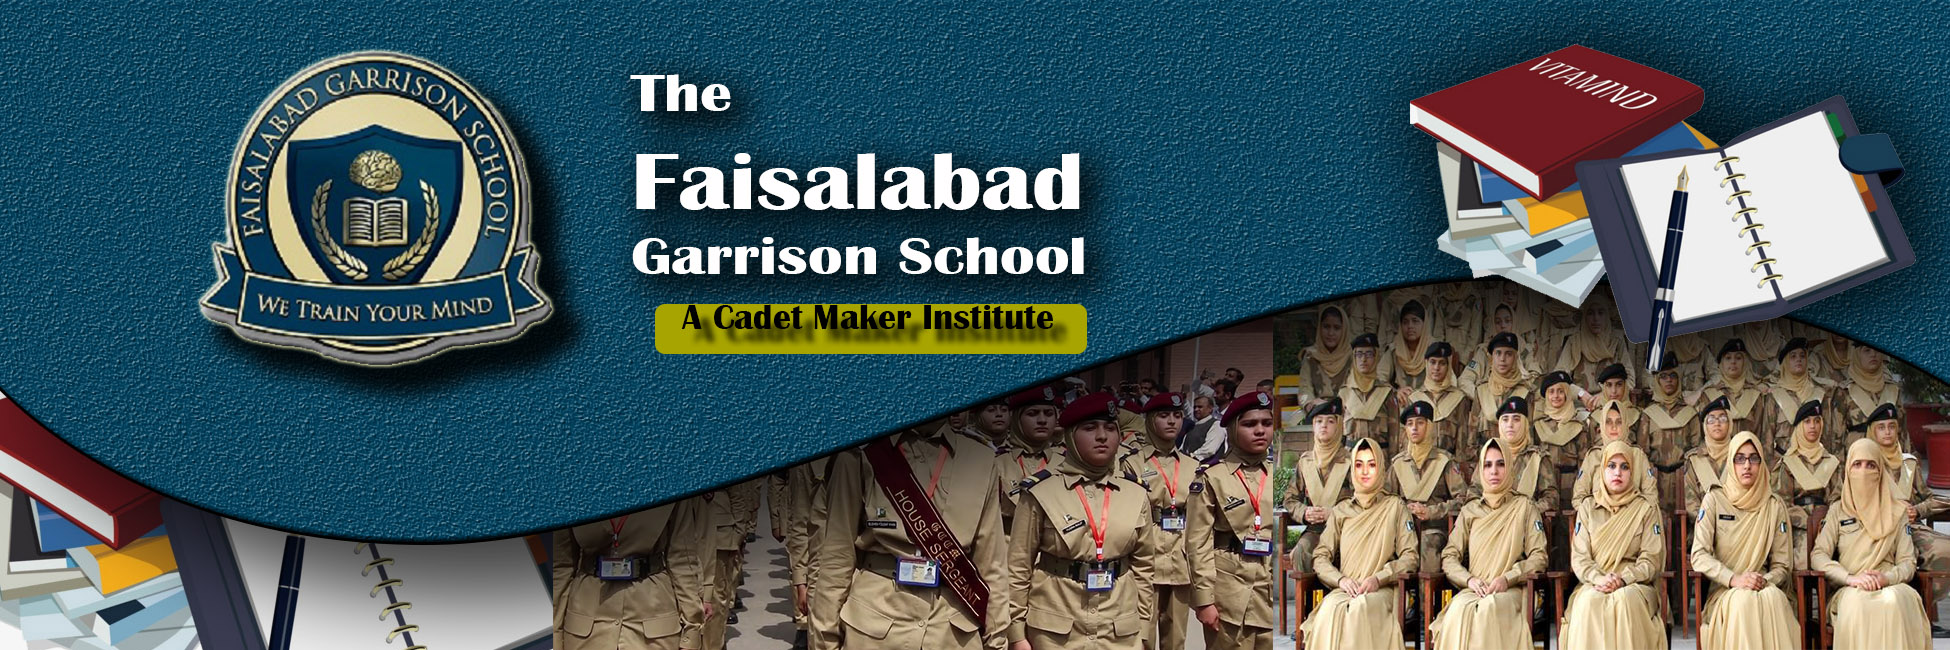 FAISALABAD GARRISON SCHOOL
WE TRAIN YOUR MIND
The
Faisalabad
Garrison School
A Cadet Maker Institute
VITAMIND
HOUSE SERGEANT